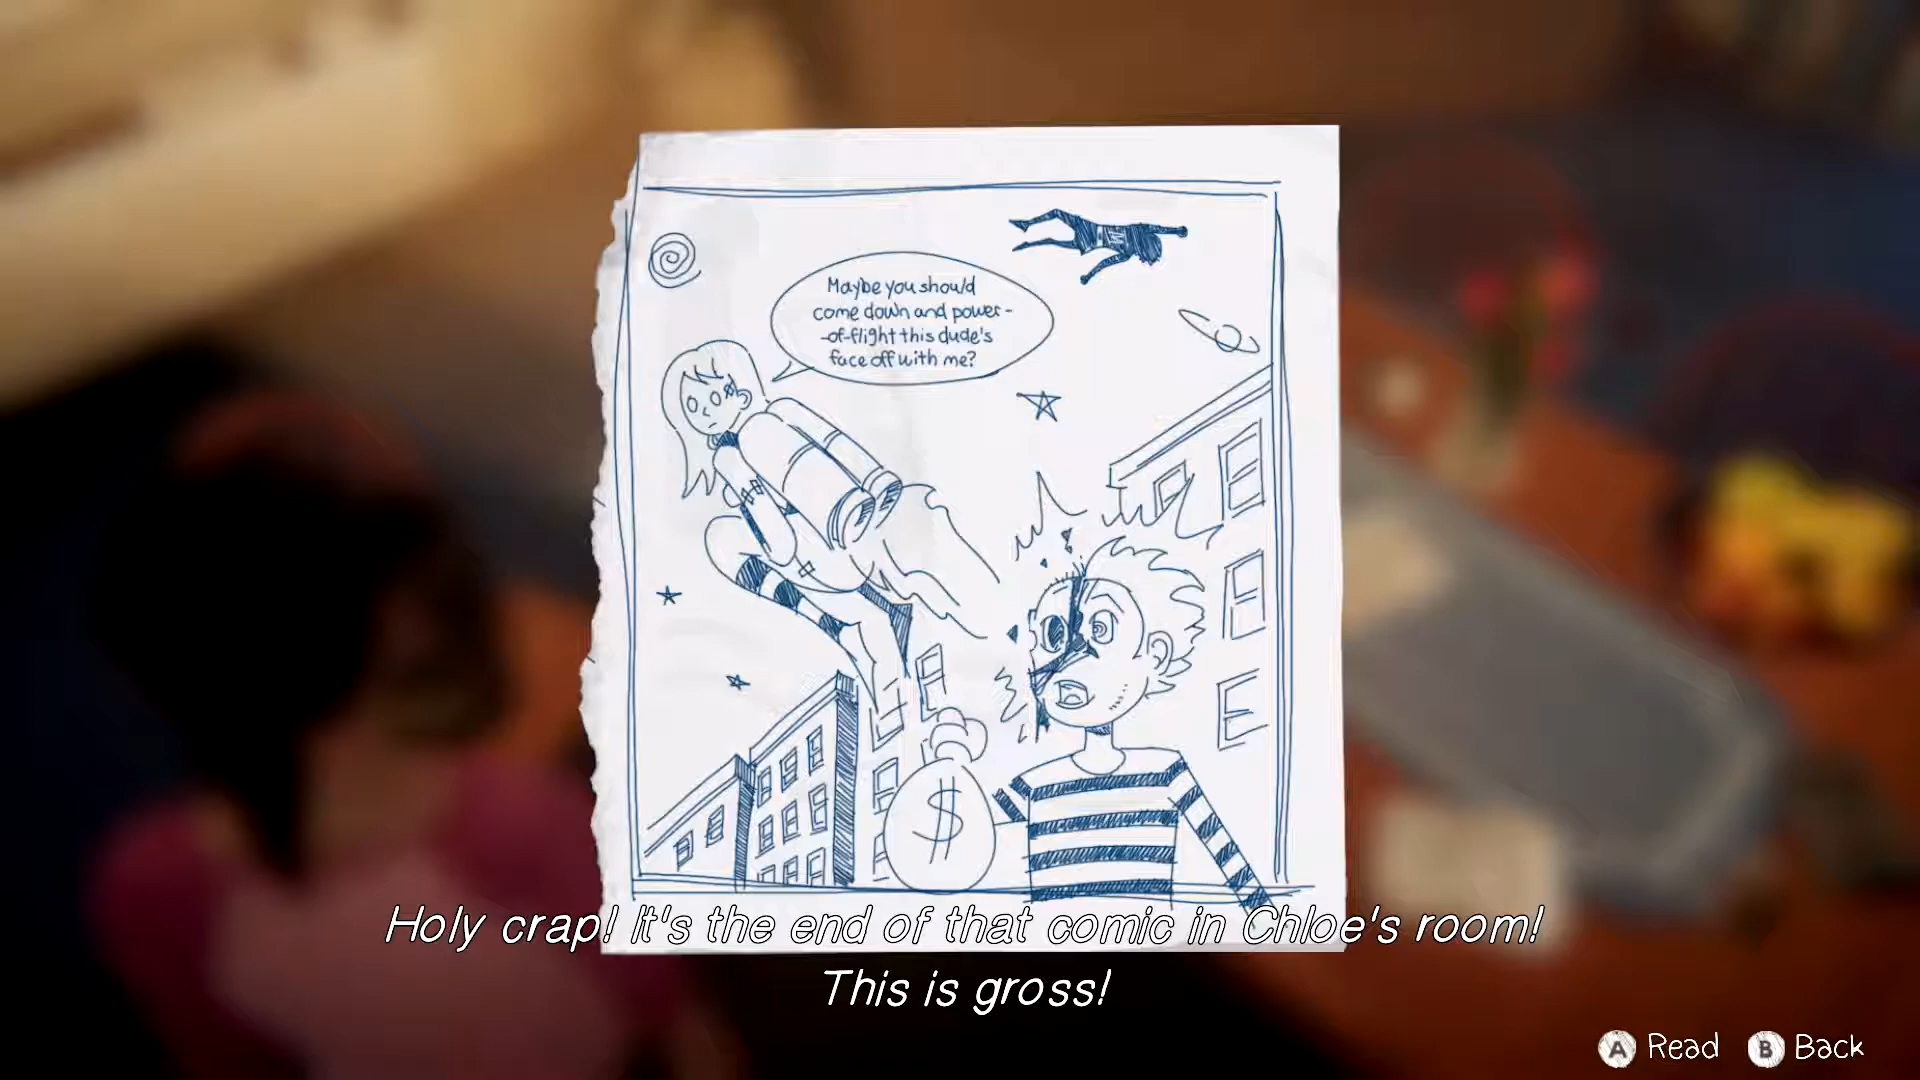 Maybe you should
come down and power-
-of-flight this dude's
face off with me?
M
$
Holy crap! It's the end of that comic in Chloe's room!
This is gross!
A Read B Back